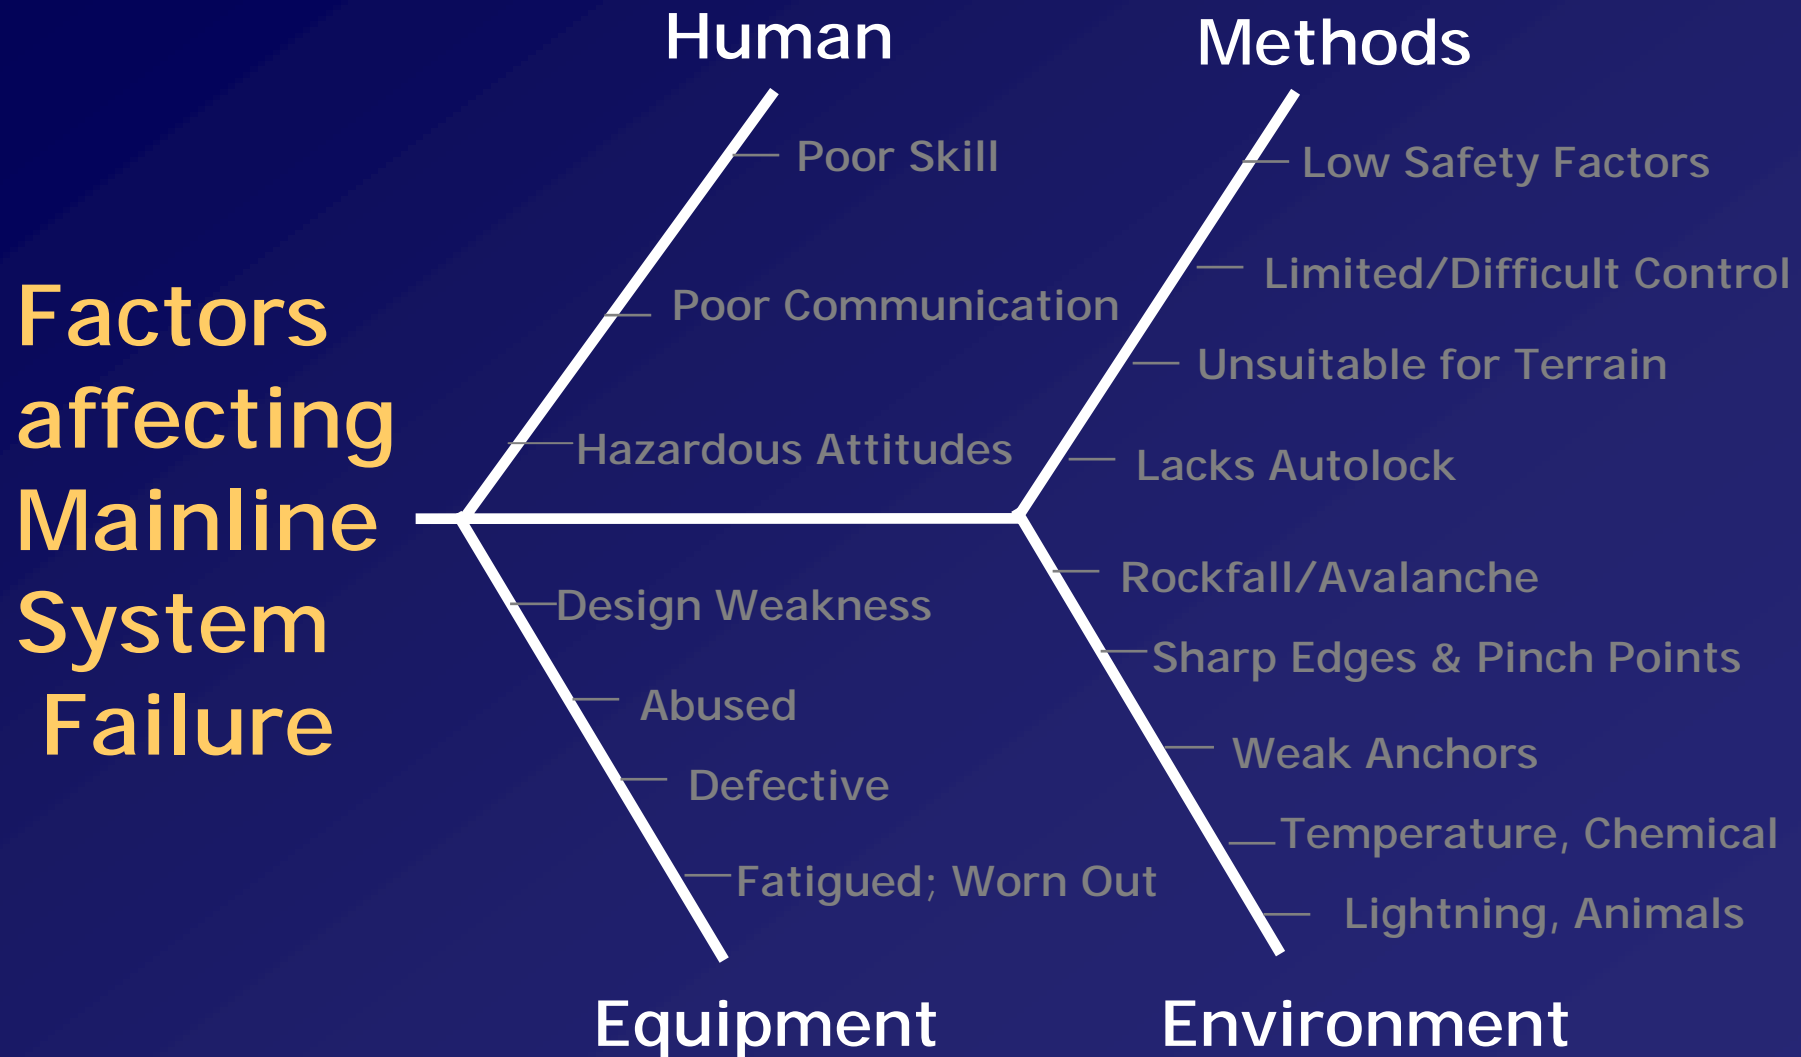 Human
Methods
Poor Skill
Low Safety Factors
Limited/Difficult Control
Poor Communication
Unsuitable for Terrain
Hazardous Attitudes
Lacks Autolock
Factors
affecting
Mainline
System
Failure
Design Weakness
Rockfall/Avalanche
Sharp Edges & Pinch Points
Abused
Weak Anchors
Defective
Temperature, Chemical
Fatigued; Worn Out
Lightning, Animals
Equipment
Environment